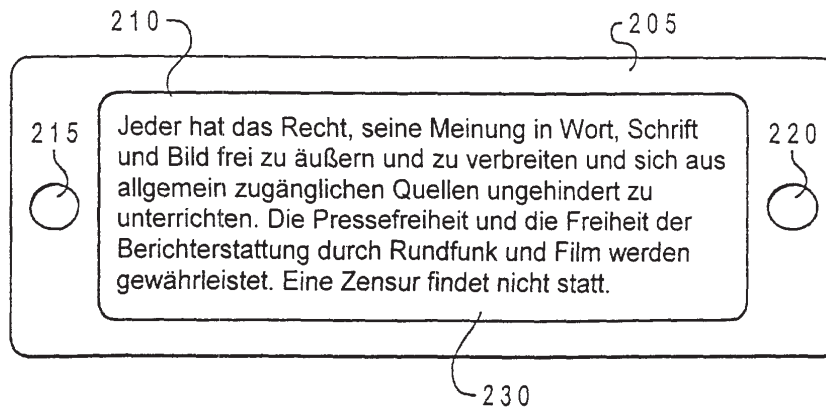 210
205
215
220
Jeder hat das Recht, seine Meinung in Wort, Schrift
und Bild frei zu äußern und zu verbreiten und sich aus
allgemein zugänglichen Quellen ungehindert zu
unterrichten. Die Pressefreiheit und die Freiheit der
Berichterstattung durch Rundfunk und Film werden
gewährleistet. Eine Zensur findet nicht statt.
230